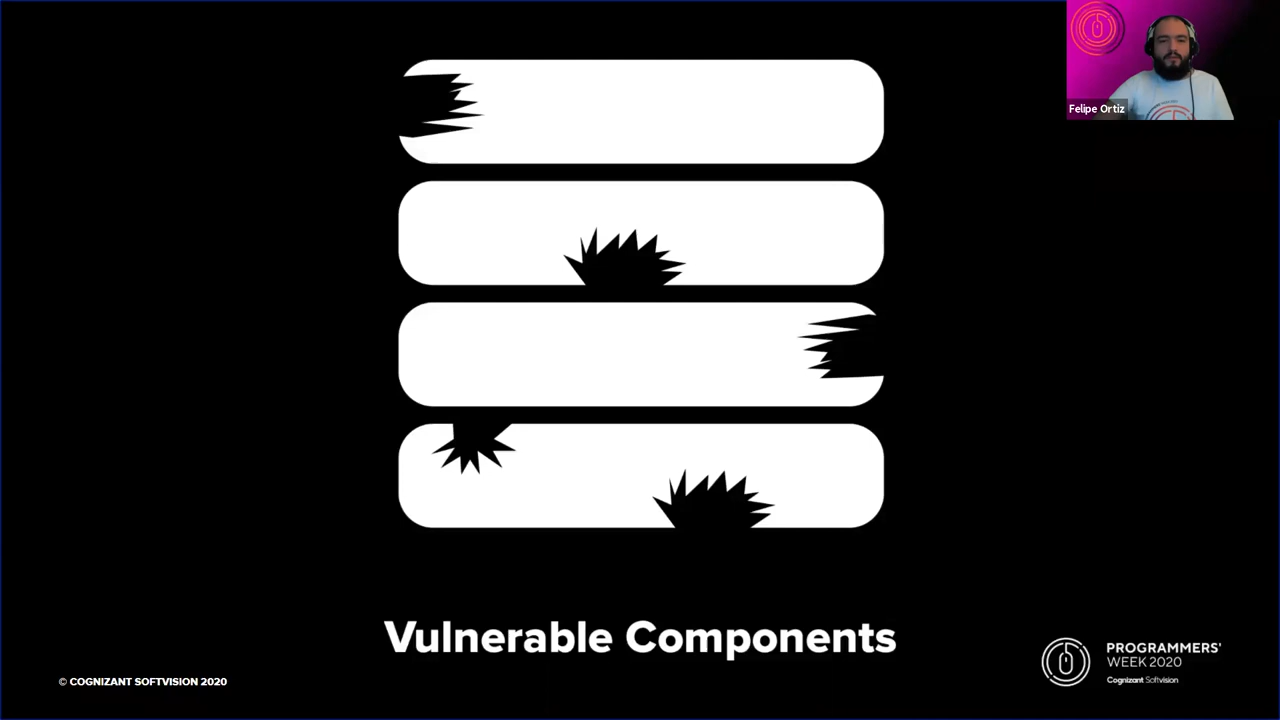 Felipe Ortiz
Vulnerable Components
© COGNIZANT SOFTVISION 2020
PROGRAMMERS'
WEEK 2020
Cognizant Softvision